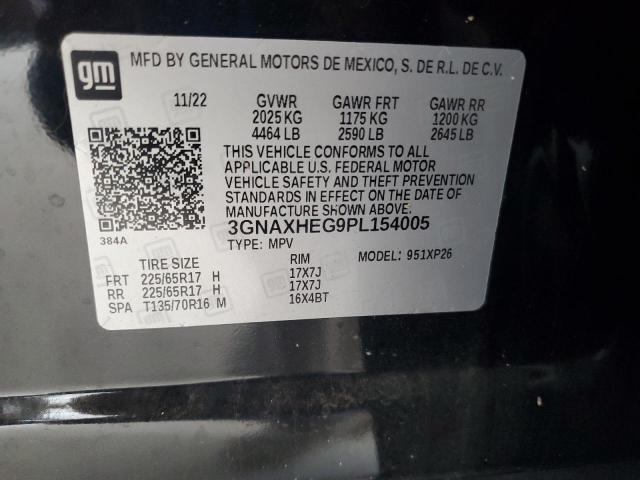 gm
MFD BY GENERAL MOTORS DE MEXICO, S. DE R.L. DE C.V.
11/22 GVWR GAWR FRT GAWR RR
2025 KG 1175 KG 1200 KG
4464 LB 2590 LB 2645 LB
THIS VEHICLE CONFORMS TO ALL
APPLICABLE U.S. FEDERAL MOTOR
VEHICLE SAFETY AND THEFT PREVENTION
STANDARDS IN EFFECT ON THE DATE OF
MANUFACTURE SHOWN ABOVE.
384A
3GNAXHEG9PL154005
TYPE: MPV MODEL: 951XP26
TIRE SIZE RIM
FRT 225/65R17 H 17X7J
RR 225/65R17 H 17X7J
SPA T135/70R16 M 16X4BT